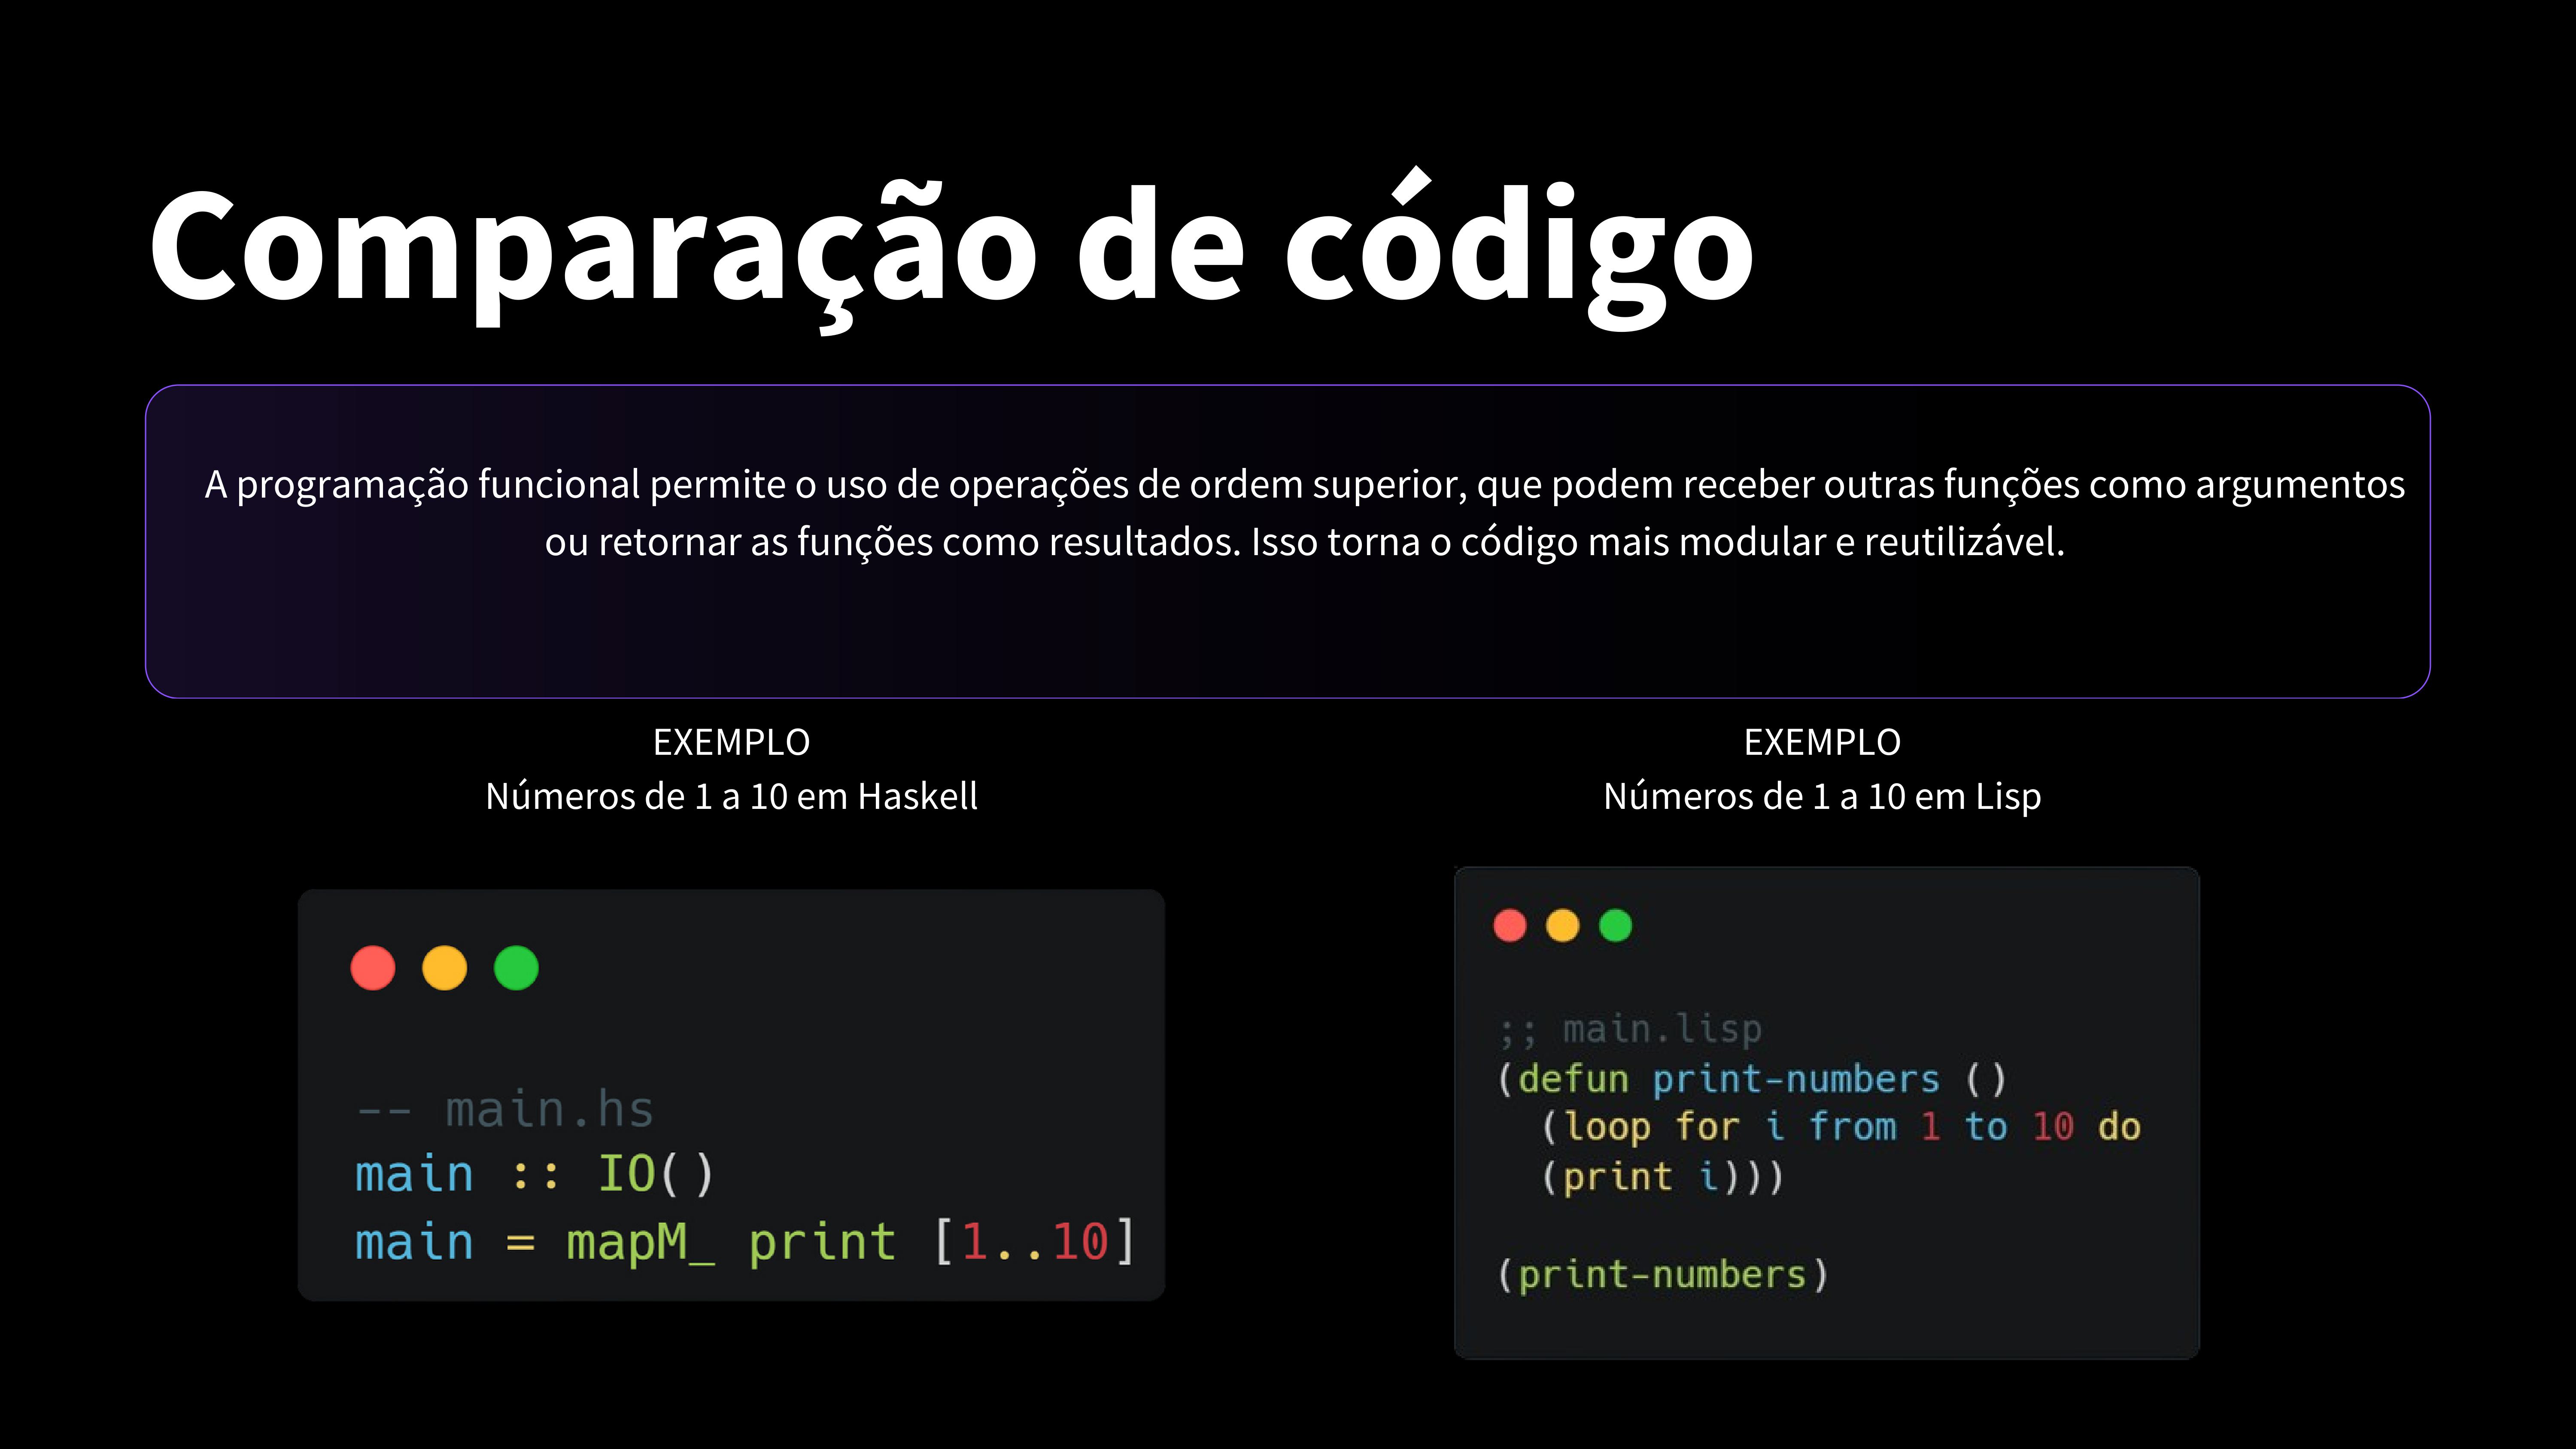 Comparação de código
A programação funcional permite o uso de operações de ordem superior, que podem receber outras funções como argumentos
ou retornar as funções como resultados. Isso torna o código mais modular e reutilizável.
EXEMPLO
Números de 1 a 10 em Haskell
-- main.hs
main :: IO()
main = mapM_ print [1..10]
EXEMPLO
Números de 1 a 10 em Lisp
;; main.lisp
(defun print-numbers ()
  (loop for i from 1 to 10 do
  (print i)))
(print-numbers)